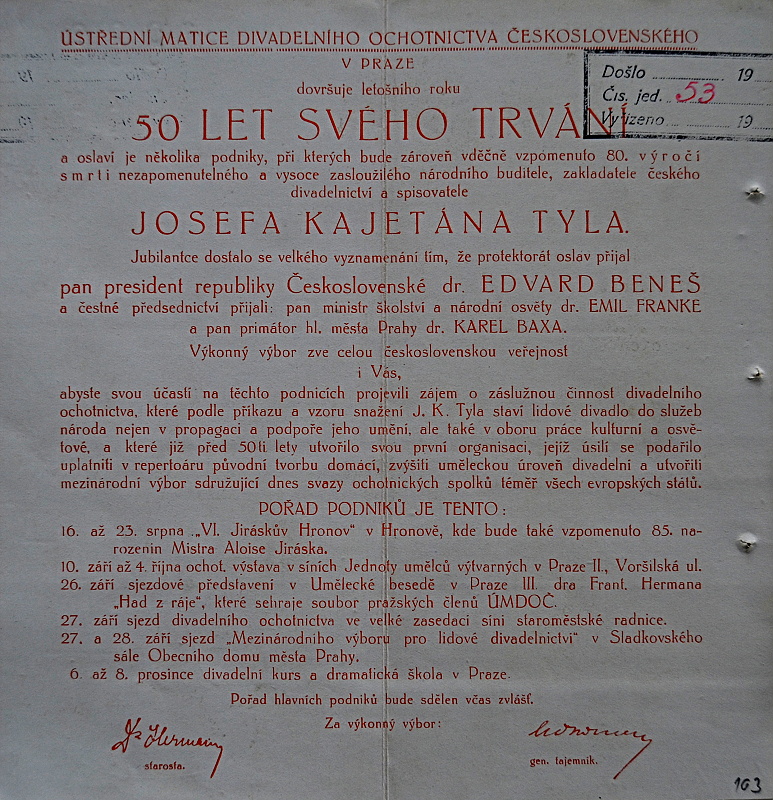 ÚSTŘEDNÍ MATICE DIVADELNÍHO OCHOTNICTVA ČESKOSLOVENSKÉHO
V PRAZE
dovršuje letošního roku
Došlo 19
Čís. jed. 53
Vyřízeno 19
50 LET SVÉHO TRVÁNÍ
a oslaví je několika podniky, při kterých bude zároveň vděčně vzpomenuto 80. výročí
smrti nezapomenutelného a vysoce zasloužilého národního buditele, zakladatele českého
divadelnictví a spisovatele
JOSEFA KAJETÁNA TYLA.
Jubilantce dostalo se velkého vyznamenání tím, že protektorát oslav přijal
pan president republiky Československé dr. EDVARD BENEŠ
a čestné předsednictví přijali: pan ministr školství a národní osvěty dr. EMIL FRANKE
a pan primátor hl. města Prahy dr. KAREL BAXA.
Výkonný výbor zve celou československou veřejnost
i Vás,
abyste svou účastí na těchto podnicích projevili zájem o záslužnou činnost divadelního
ochotnictva, které podle příkazu a vzoru snažení J. K. Tyla staví lidové divadlo do služeb
národa nejen v propagaci a podpoře jeho umění, ale také v oboru práce kulturní a osvě-
tové, a které již před 50ti lety utvořilo svou první organisaci, jejíž úsilí se podařilo
uplatniti v repertoáru původní tvorbu domácí, zvýšiti uměleckou úroveň divadelní a utvořiti
mezinárodní výbor sdružující dnes svazy ochotnických spolků téměř všech evropských států.
POŘAD PODNIKŮ JE TENTO:
16. až 23. srpna „VI. Jiráskův Hronov" v Hronově, kde bude také vzpomenuto 85. na-
rozenin Mistra Aloise Jiráska.
10. září až 4. října ochot. výstava v síních Jednoty umělců výtvarných v Praze II., Voršilská ul.
26. září sjezdové představení v Umělecké besedě v Praze III. dra Frant. Hermana
„Had z ráje", které sehraje soubor pražských členů ÚMDOČ.
27. září sjezd divadelního ochotnictva ve velké zasedací síni staroměstské radnice.
27. a 28. září sjezd „Mezinárodního výboru pro lidové divadelnictví" v Sladkovského
sále Obecního domu města Prahy.
6. až 8. prosince divadelní kurs a dramatická škola v Praze.
Pořad hlavních podniků bude sdělen včas zvlášť.
Za výkonný výbor:
starosta.
gen. tajemník.
163